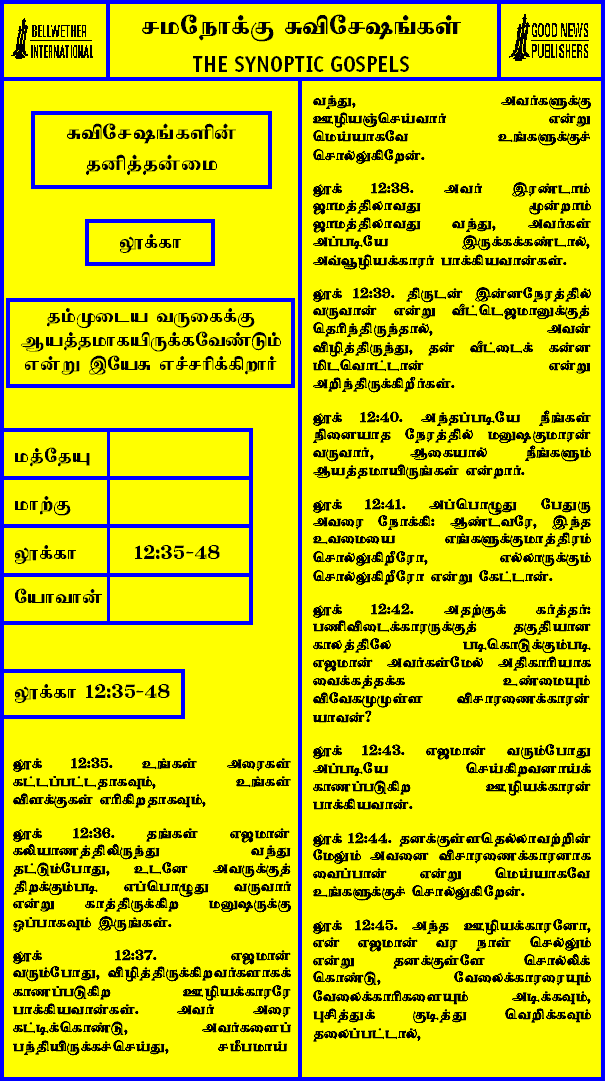 BELLWETHER
INTERNATIONAL
சமநோக்கு சுவிசேஷங்கள்
THE SYNOPTIC GOSPELS
GOOD NEWS
PUBLISHERS
சுவிசேஷங்களின்
தனித்தன்மை
லூக்கா
தம்முடைய வருகைக்கு
ஆயத்தமாகயிருக்கவேண்டும்
என்று இயேசு எச்சரிக்கிறார்
மத்தேயு
மாற்கு
லூக்கா 12:35-48
யோவான்
லூக்கா 12:35-48
லூக் 12:35. உங்கள் அரைகள்
கட்டப்பட்டதாகவும், உங்கள்
விளக்குகள் எரிகிறதாகவும்,
லூக் 12:36. தங்கள் எஜமான்
கலியாணத்திலிருந்து வந்து
தட்டும்போது, உடனே அவருக்குத்
திறக்கும்படி எப்பொழுது வருவார்
என்று காத்திருக்கிற மனுஷருக்கு
ஒப்பாகவும் இருங்கள்.
லூக் 12:37. எஜமான்
வரும்போது, விழித்திருக்கிறவர்களாகக்
காணப்படுகிற ஊழியக்காரரே
பாக்கியவான்கள். அவர் அரை
கட்டிக்கொண்டு, அவர்களைப்
பந்தியிருக்கச்செய்து, சமீபமாய்
வந்து, அவர்களுக்கு
ஊழியஞ்செய்வார் என்று
மெய்யாகவே உங்களுக்குச்
சொல்லுகிறேன்.
லூக் 12:38. அவர் இரண்டாம்
ஜாமத்திலாவது மூன்றாம்
ஜாமத்திலாவது வந்து, அவர்கள்
அப்படியே இருக்கக்கண்டால்,
அவ்வூழியக்காரர் பாக்கியவான்கள்.
லூக் 12:39. திருடன் இன்னநேரத்தில்
வருவான் என்று வீட்டெஜமானுக்குத்
தெரிந்திருந்தால், அவன்
விழித்திருந்து, தன் வீட்டைக் கன்ன
மிடவொட்டான் என்று
அறிந்திருக்கிறீர்கள்.
லூக் 12:40. அந்தப்படியே நீங்கள்
நினையாத நேரத்தில் மனுஷகுமாரன்
வருவார், ஆகையால் நீங்களும்
ஆயத்தமாயிருங்கள் என்றார்.
லூக் 12:41. அப்பொழுது பேதுரு
அவரை நோக்கி: ஆண்டவரே, இந்த
உவமையை எங்களுக்குமாத்திரம்
சொல்லுகிறீரோ, எல்லாருக்கும்
சொல்லுகிறீரோ என்று கேட்டான்.
லூக் 12:42. அதற்குக் கர்த்தர்:
பணிவிடைக்காரருக்குத் தகுதியான
காலத்திலே படிகொடுக்கும்படி
எஜமான் அவர்கள்மேல் அதிகாரியாக
வைக்கத்தக்க உண்மையும்
விவேகமுமுள்ள விசாரணைக்காரன்
யாவன்?
லூக் 12:43. எஜமான் வரும்போது
அப்படியே செய்கிறவனாய்க்
காணப்படுகிற ஊழியக்காரன்
பாக்கியவான்.
லூக் 12:44. தனக்குள்ளதெல்லாவற்றின்
மேலும் அவனை விசாரணைக்காரனாக
வைப்பான் என்று மெய்யாகவே
உங்களுக்குச் சொல்லுகிறேன்.
லூக் 12:45. அந்த ஊழியக்காரனோ,
என் எஜமான் வர நாள் செல்லும்
என்று தனக்குள்ளே சொல்லிக்
கொண்டு, வேலைக்காரரையும்
வேலைக்காரிகளையும் அடிக்கவும்,
புசித்துக் குடித்து வெறிக்கவும்
தலைப்பட்டால்,